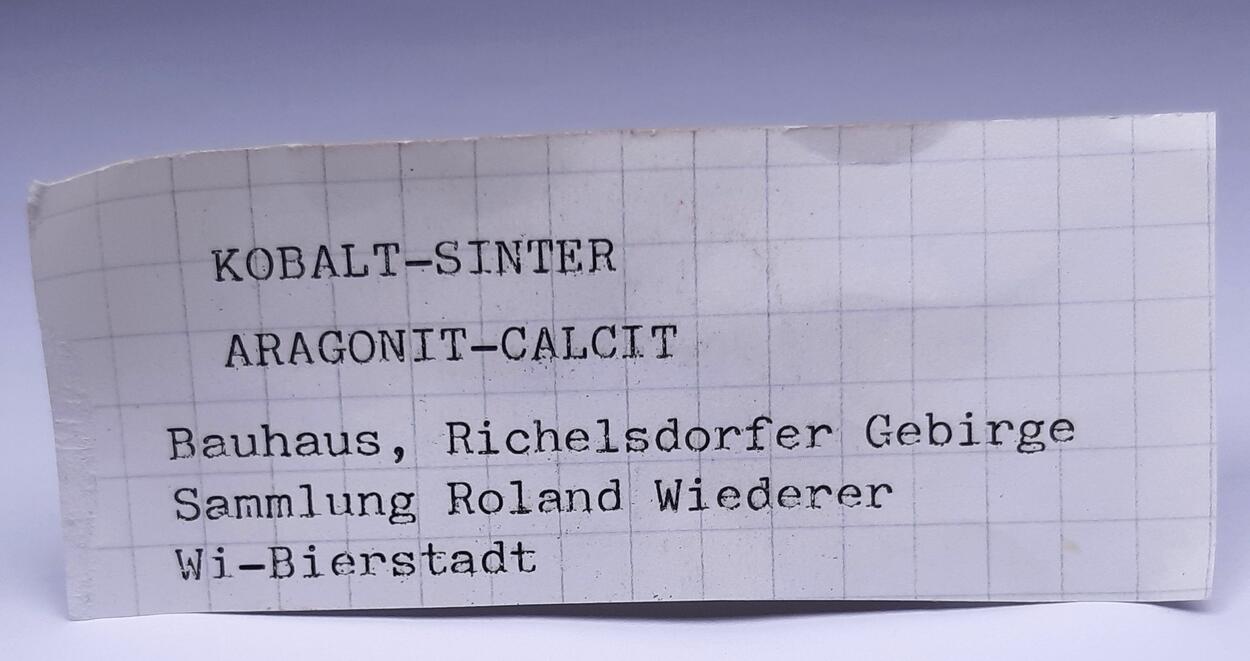 KOBALT-SINTER
ARAGONIT-CALCIT
Bauhaus, Richelsdorfer Gebirge
Sammlung Roland Wiederer
Wi-Bierstadt